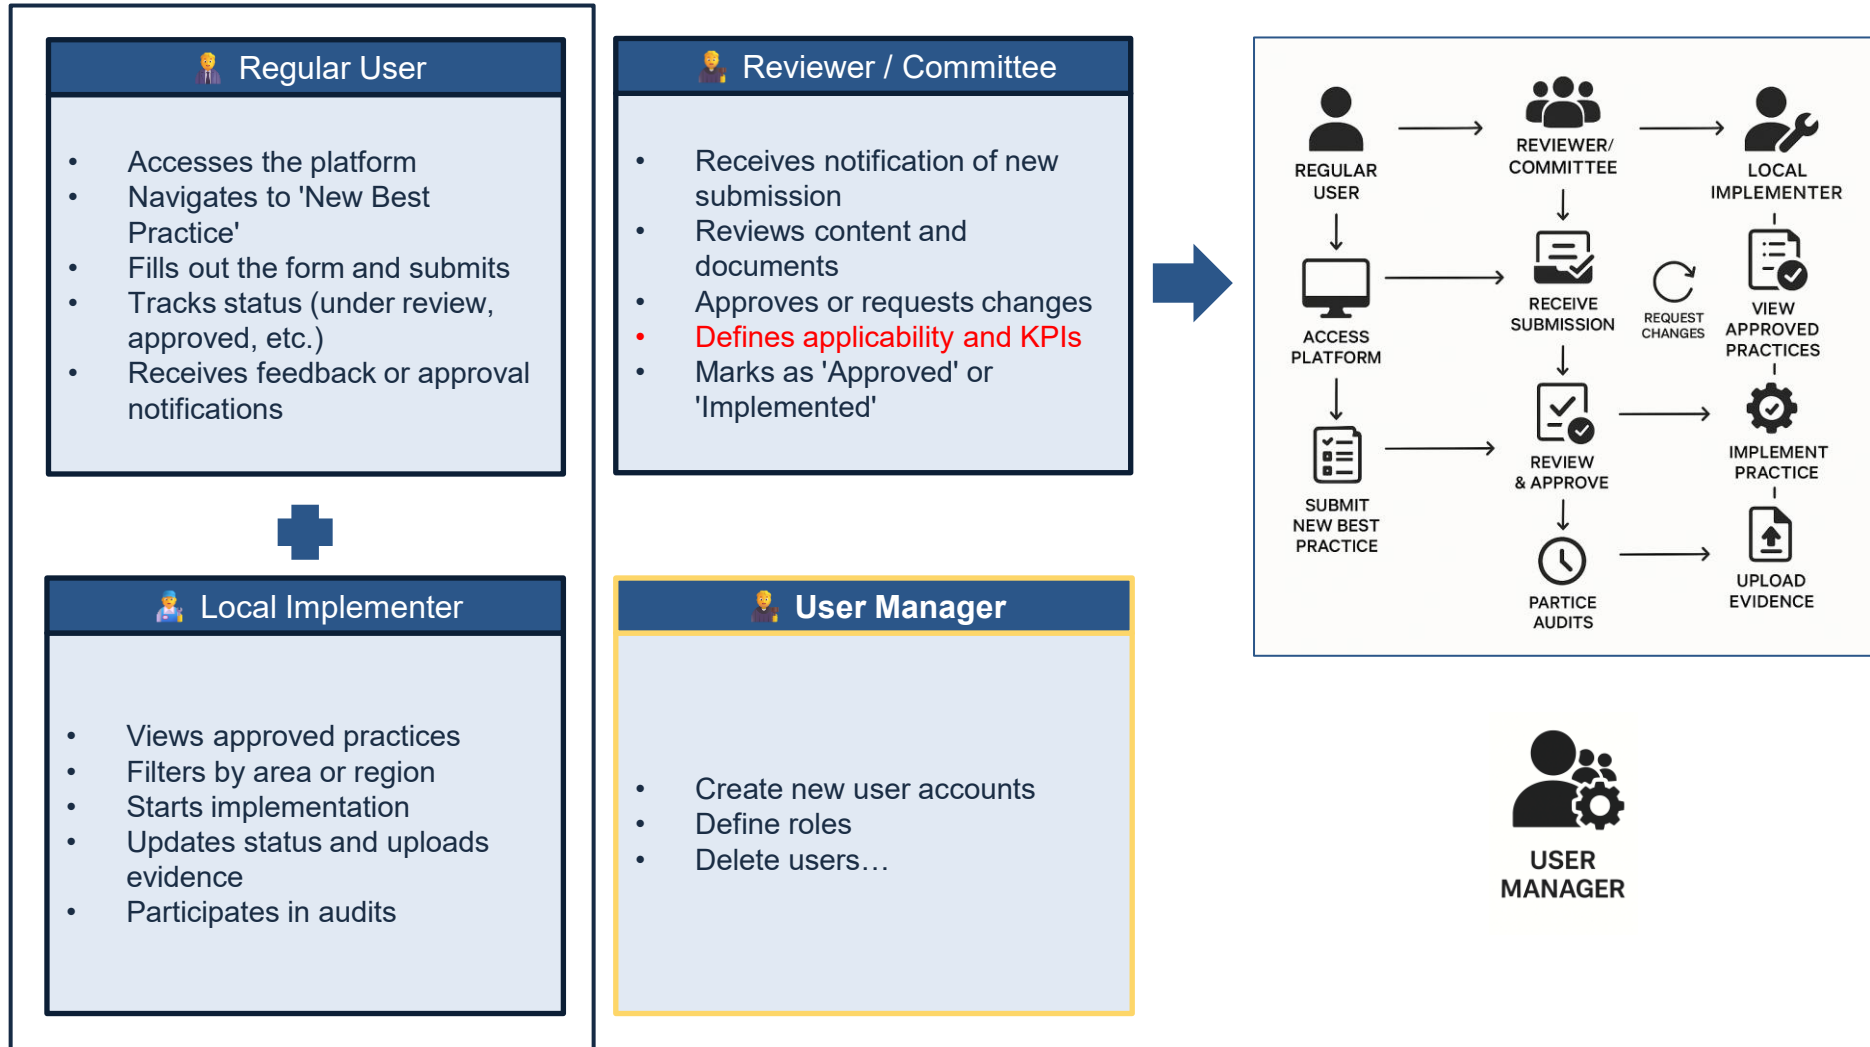 Regular User
• Accesses the platform
• Navigates to 'New Best
Practice'
• Fills out the form and submits
• Tracks status (under review,
approved, etc.)
• Receives feedback or approval
notifications
Local Implementer
• Views approved practices
• Filters by area or region
• Starts implementation
• Updates status and uploads
evidence
• Participates in audits
Reviewer / Committee
• Receives notification of new
submission
• Reviews content and
documents
• Approves or requests changes
• Defines applicability and KPIs
• Marks as 'Approved' or
'Implemented'
User Manager
• Create new user accounts
• Define roles
• Delete users…
REGULAR
USER
REVIEWER/
COMMITTEE
LOCAL
IMPLEMENTER
ACCESS
PLATFORM
RECEIVE
SUBMISSION
REQUEST
CHANGES
VIEW
APPROVED
PRACTICES
SUBMIT
NEW BEST
PRACTICE
REVIEW
& APPROVE
IMPLEMENT
PRACTICE
PARTICE
AUDITS
UPLOAD
EVIDENCE
USER
MANAGER